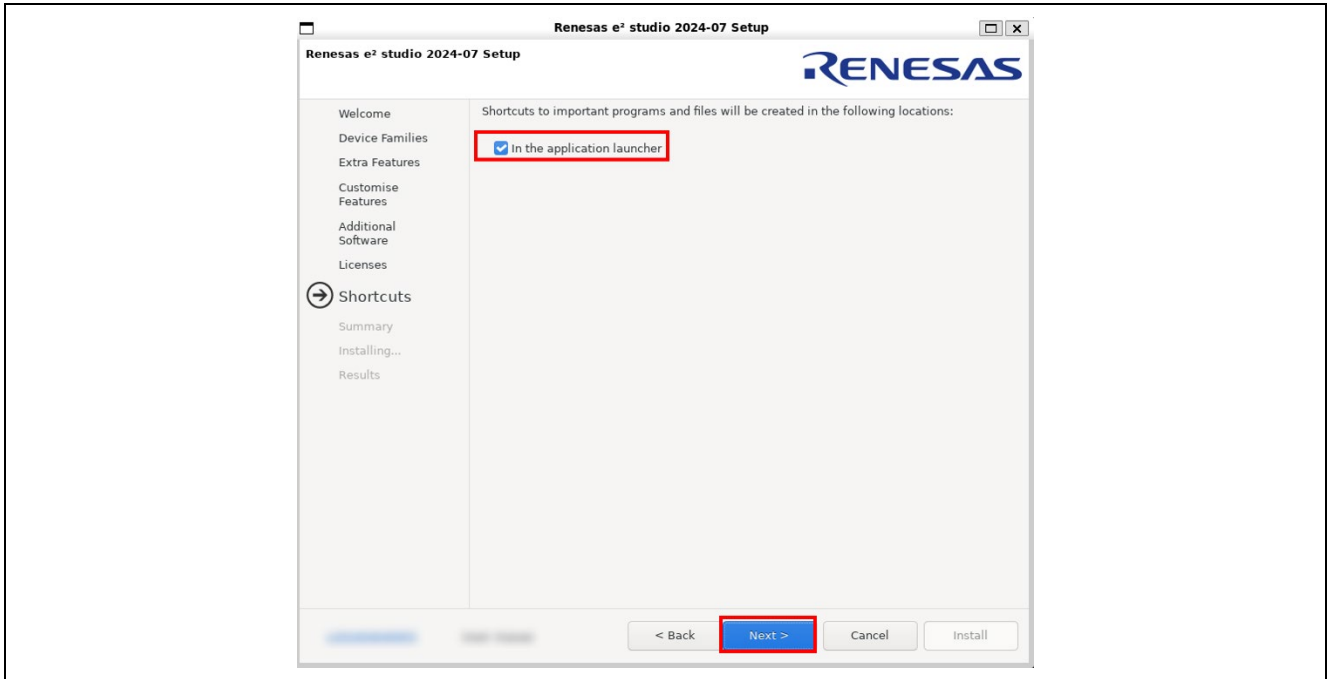 Renesas e² studio 2024-07 Setup
Renesas e² studio 2024-07 Setup
RENESAS
Welcome
Device Families
Extra Features
Customise
Features
Additional
Software
Licenses
Shortcuts
Summary
Installing...
Results
Shortcuts to important programs and files will be created in the following locations:
In the application launcher
< Back
Next >
Cancel
Install